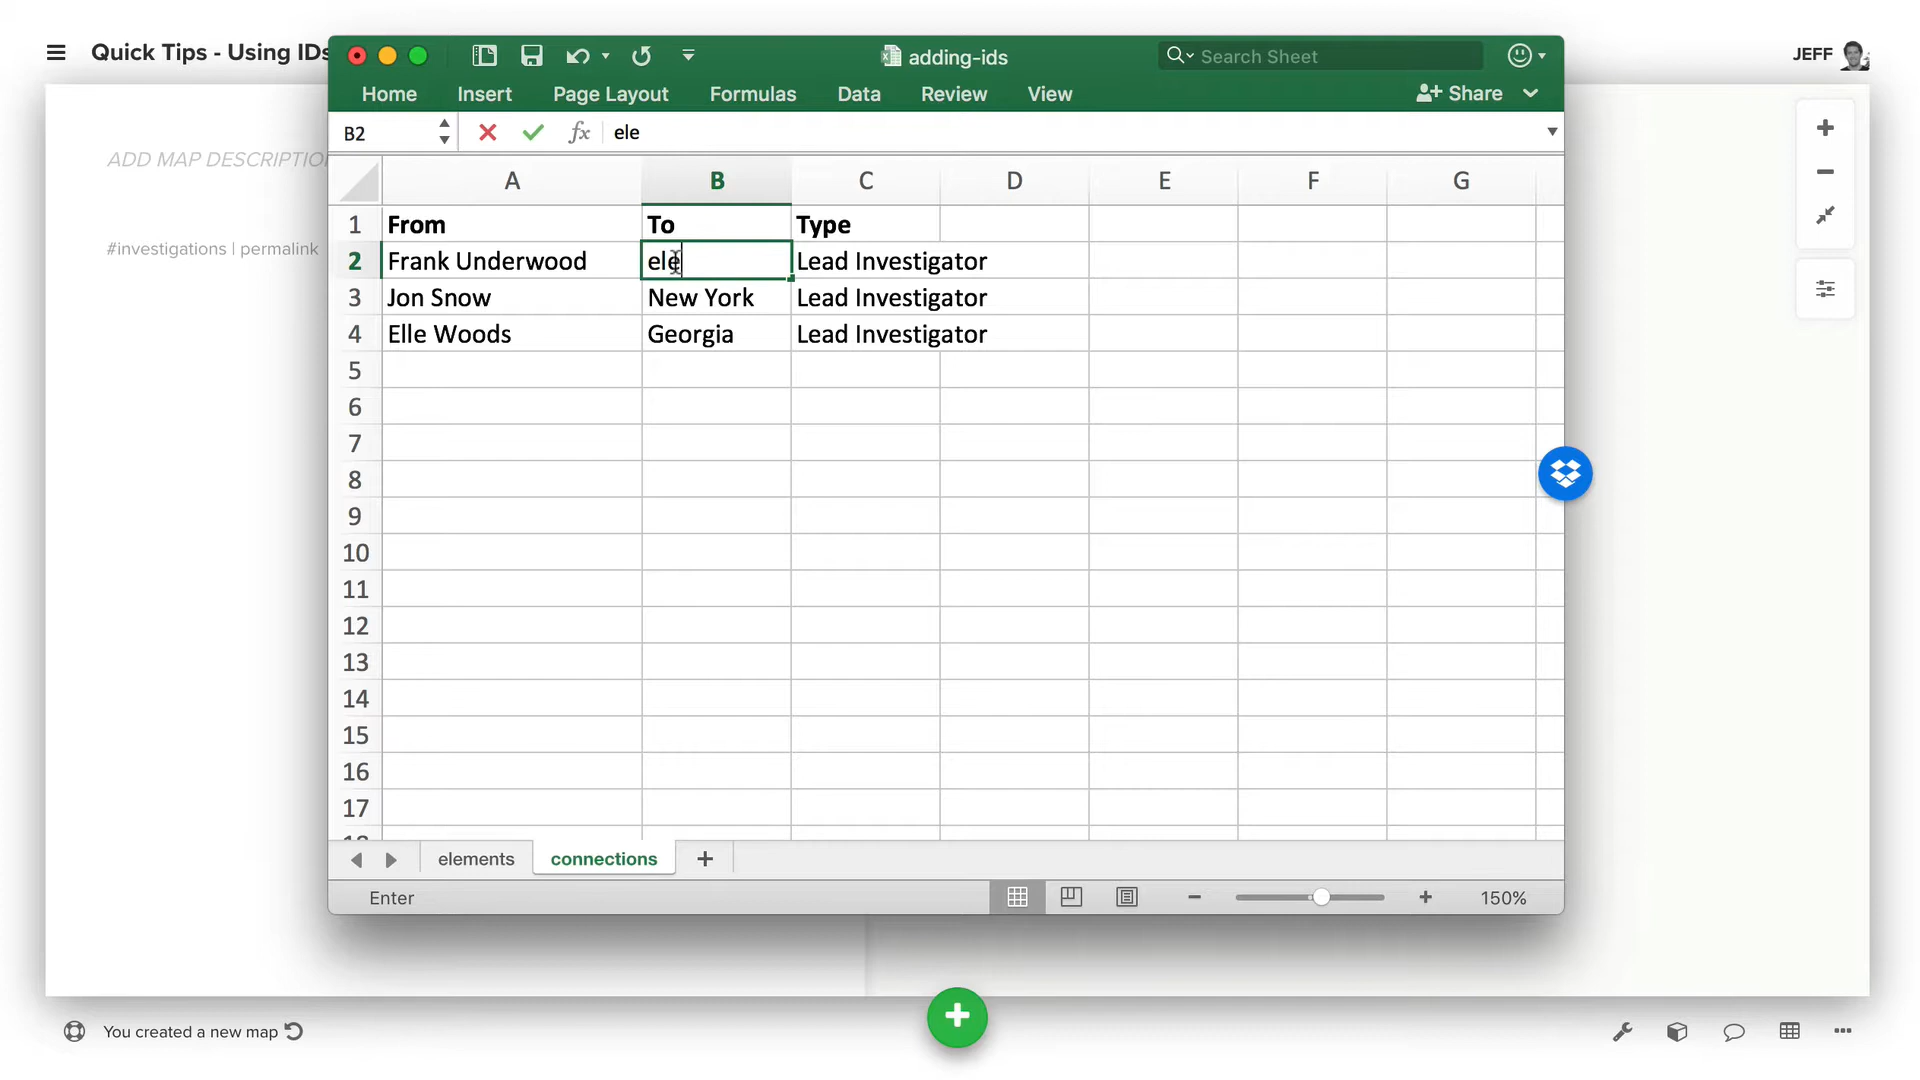 Quick Tips - Using IDs
JEFF
adding-ids
Search Sheet
Home Insert Page Layout Formulas Data Review View Share
B2 fx ele
ADD MAP DESCRIPTION
#investigations | permalink
A B C D E F G
1 From To Type
2 Frank Underwood ele Lead Investigator
3 Jon Snow New York Lead Investigator
4 Elle Woods Georgia Lead Investigator
5
6
7
8
9
10
11
12
13
14
15
16
17
elements connections +
Enter 150%
You created a new map